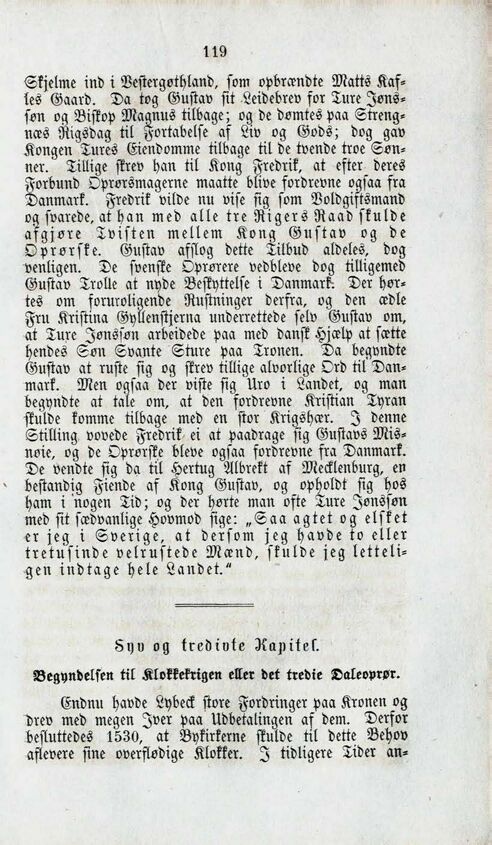 119
Skjelme ind i Vestergøthland, som opbrændte Matts Kaf-
les Gaard. Da tog Gustav sit Leidebrev for Ture Jøns-
søn og Biskop Magnus tilbage; og de dømtes paa Streng-
næs Rigsdag til Fortabelse af Liv og Gods; dog gav
Kongen Tures Eiendomme tilbage til de tvende troe Søn-
ner. Tillige skrev han til Kong Fredrik, at efter deres
Forbund Oprørsmagerne maatte blive fordrevne ogsaa fra
Danmark. Fredrik vilde nu vise sig som Voldgiftsmand
og svarede, at han med alle tre Rigers Raad skulde
afgjøre Tvisten mellem Kong Gustav og de
Oprørske. Gustav afslog dette Tilbud aldeles, dog
venligen. De svenske Oprørere vedbleve dog tilligemed
Gustav Trolle at nyde Beskyttelse i Danmark. Der hør-
tes om foruroligende Rustninger derfra, og den ædle
Fru Kristina Gyllenstjerna underrettede selv Gustav om,
at Ture Jønssøn arbeidede paa med dansk Hjælp at sætte
hendes Søn Svante Sture paa Tronen. Da begyndte
Gustav at ruste sig og skrev tillige alvorlige Ord til Dan-
mark. Men ogsaa der viste sig Uro i Landet, og man
begyndte at tale om, at den fordrevne Kristian Tyran
skulde komme tilbage med en stor Krigshær. I denne
Stilling vovede Fredrik ei at paadrage sig Gustavs Mis-
nøie, og de Oprørske bleve ogsaa fordrevne fra Danmark.
De vendte sig da til Hertug Albrekt af Mecklenburg, en
bestandig Fiende af Kong Gustav, og opholdt sig hos
ham i nogen Tid; og der hørte man ofte Ture Jønssøn
med sit sædvanlige Hovmod sige: „Saa agtet og elsket
er jeg i Sverige, at dersom jeg havde to eller
tretusinde velrustede Mænd, skulde jeg letteli-
gen indtage hele Landet.“
Syv og tredivte Kapitel.
Begyndelsen til Klokkekrigen eller det tredie Daleoprør.
Endnu havde Lybeck store Fordringer paa Kronen og
drev med megen Iver paa Udbetalingen af dem. Derfor
besluttedes 1530, at Bykirkerne skulde til dette Behov
aflevere sine overflødige Klokker. I tidligere Tider an-